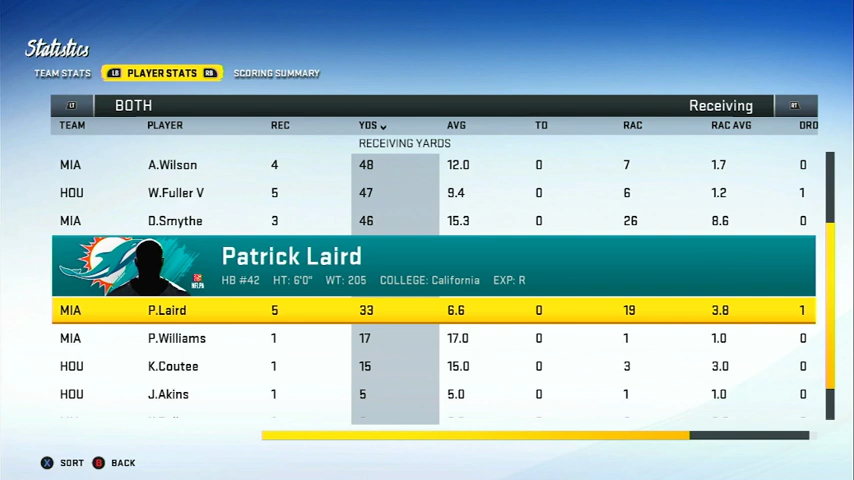 Statistics
TEAM STATS LB PLAYER STATS RB SCORING SUMMARY
LT BOTH Receiving RT
TEAM PLAYER REC YDS AVG TD RAC RAC AVG DRO
RECEIVING YARDS
MIA A.Wilson 4 48 12.0 0 7 1.7 0
HOU W.Fuller V 5 47 9.4 0 6 1.2 1
MIA D.Smythe 3 46 15.3 0 26 8.6 0
Patrick Laird
HB #42 HT: 6'0" WT: 205 COLLEGE: California EXP: R
MIA P.Laird 5 33 6.6 0 19 3.8 1
MIA P.Williams 1 17 17.0 0 1 1.0 0
HOU K.Coutee 1 15 15.0 0 3 3.0 0
HOU J.Akins 1 5 5.0 0 1 1.0 0
X SORT B BACK